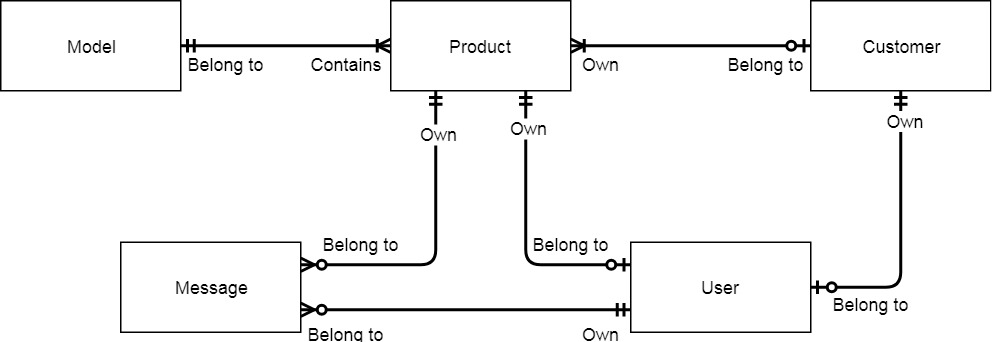 Model
Product
Customer
Belong to
Contains
Own
Belong to
Own
Own
Own
Belong to
Belong to
Message
User
Belong to
Belong to
Own